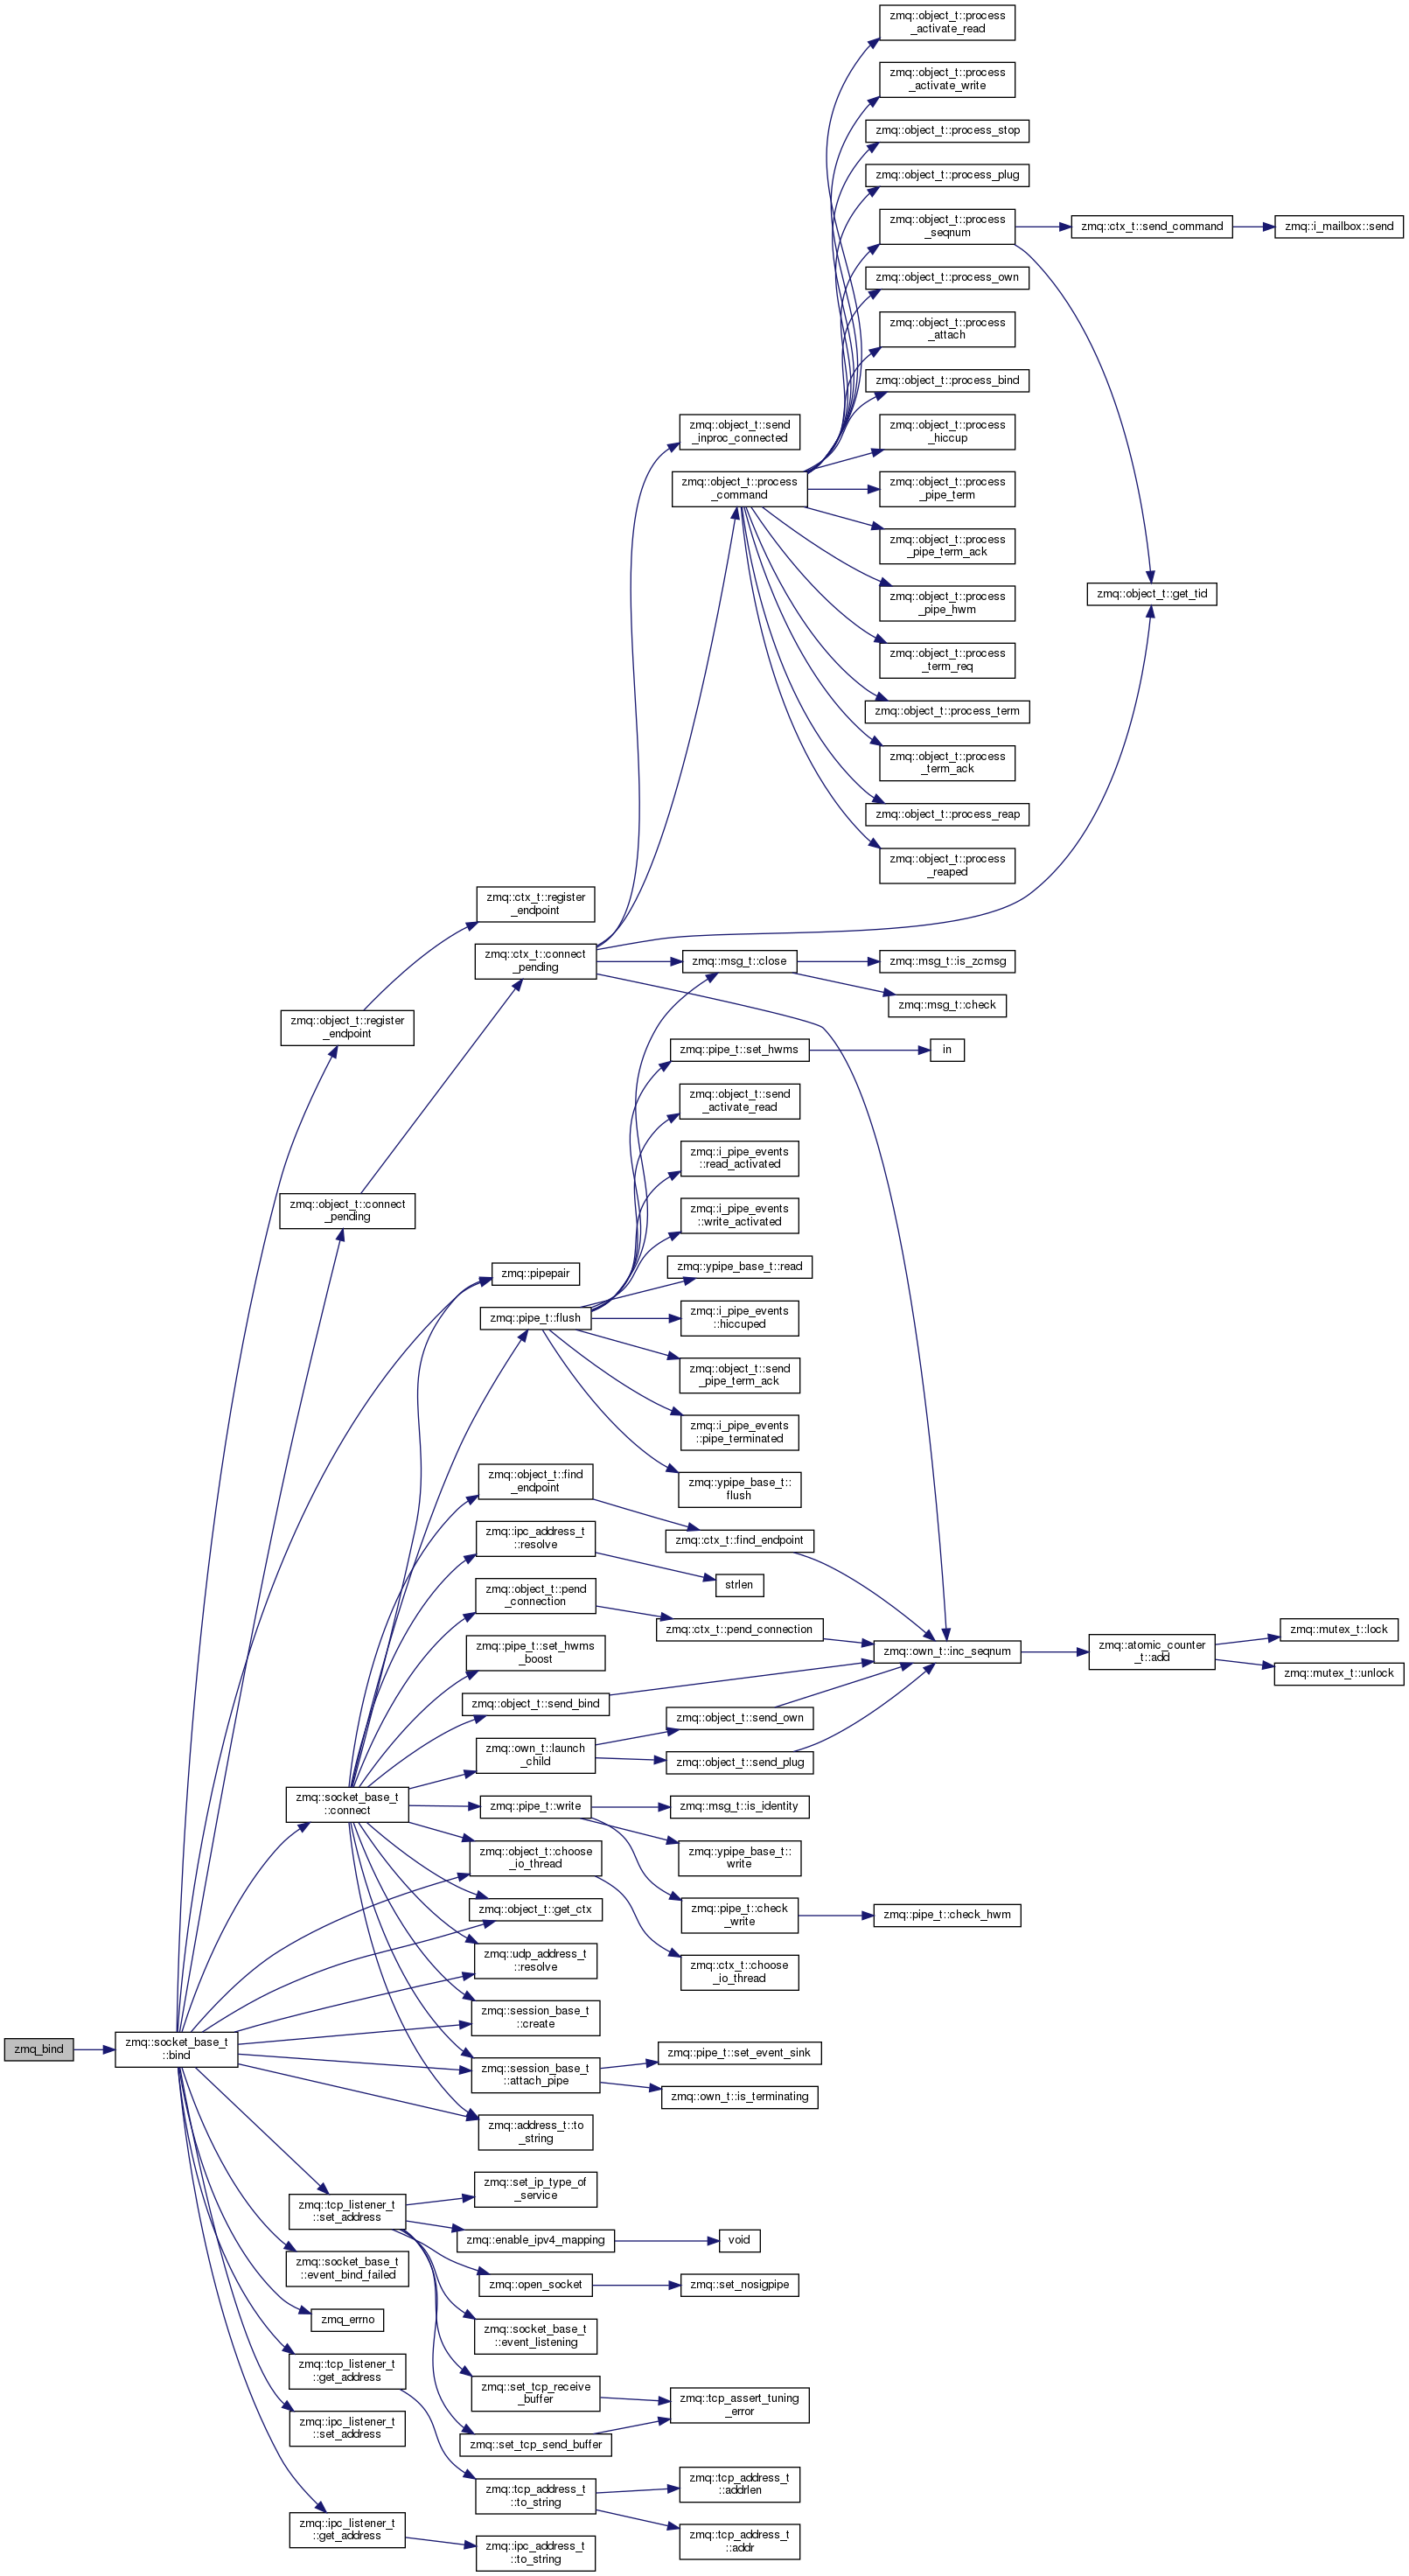 zmq::object_t::process
_activate_read
zmq::object_t::process
_activate_write
zmq::object_t::process_stop
zmq::object_t::process_plug
zmq::object_t::process
_seqnum
zmq::ctx_t::send_command
zmq::i_mailbox::send
zmq::object_t::process_own
zmq::object_t::process
_attach
zmq::object_t::process_bind
zmq::object_t::process
_hiccup
zmq::object_t::send
_inproc_connected
zmq::object_t::process
_command
zmq::object_t::process
_pipe_term
zmq::object_t::process
_pipe_term_ack
zmq::object_t::process
_pipe_hwm
zmq::object_t::get_tid
zmq::object_t::process
_term_req
zmq::object_t::process_term
zmq::object_t::process
_term_ack
zmq::object_t::process_reap
zmq::object_t::process
_reaped
zmq::ctx_t::register
_endpoint
zmq::ctx_t::connect
_pending
zmq::msg_t::close
zmq::msg_t::is_zcmsg
zmq::msg_t::check
zmq::object_t::register
_endpoint
zmq::pipe_t::set_hwms
in
zmq::object_t::send
_activate_read
zmq::i_pipe_events
::read_activated
zmq::object_t::connect
_pending
zmq::i_pipe_events
::write_activated
zmq::pipepair
zmq::ypipe_base_t::read
zmq::pipe_t::flush
zmq::i_pipe_events
::hiccuped
zmq::object_t::send
_pipe_term_ack
zmq::i_pipe_events
::pipe_terminated
zmq::object_t::find
_endpoint
zmq::ypipe_base_t::
flush
zmq::ipc_address_t
::resolve
zmq::ctx_t::find_endpoint
strlen
zmq::object_t::pend
_connection
zmq::ctx_t::pend_connection
zmq::pipe_t::set_hwms
_boost
zmq::own_t::inc_seqnum
zmq::atomic_counter
_t::add
zmq::mutex_t::lock
zmq::mutex_t::unlock
zmq::object_t::send_bind
zmq::object_t::send_own
zmq::own_t::launch
_child
zmq::object_t::send_plug
zmq::socket_base_t
::connect
zmq::pipe_t::write
zmq::msg_t::is_identity
zmq::object_t::choose
_io_thread
zmq::ypipe_base_t::
write
zmq::object_t::get_ctx
zmq::pipe_t::check
_write
zmq::pipe_t::check_hwm
zmq::udp_address_t
::resolve
zmq::ctx_t::choose
_io_thread
zmq::session_base_t
::create
zmq_bind
zmq::socket_base_t
::bind
zmq::session_base_t
::attach_pipe
zmq::pipe_t::set_event_sink
zmq::own_t::is_terminating
zmq::address_t::to
_string
zmq::set_ip_type_of
_service
zmq::tcp_listener_t
::set_address
zmq::enable_ipv4_mapping
void
zmq::socket_base_t
::event_bind_failed
zmq::open_socket
zmq::set_nosigpipe
zmq_errno
zmq::socket_base_t
::event_listening
zmq::tcp_listener_t
::get_address
zmq::set_tcp_receive
_buffer
zmq::tcp_assert_tuning
_error
zmq::ipc_listener_t
::set_address
zmq::set_tcp_send_buffer
zmq::tcp_address_t
::to_string
zmq::tcp_address_t
::addrlen
zmq::ipc_listener_t
::get_address
zmq::tcp_address_t
::addr
zmq::ipc_address_t
::to_string